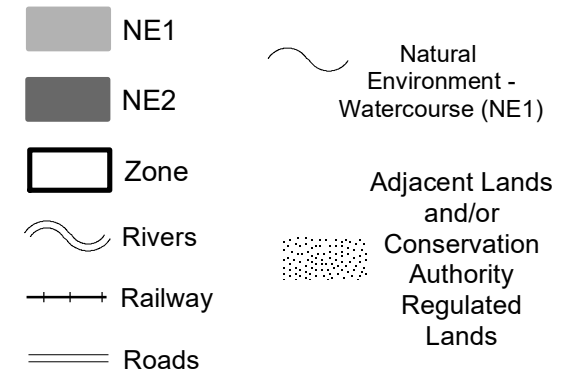 NE1
NE2
Zone
Rivers
Railway
Roads
Natural
Environment -
Watercourse (NE1)
Adjacent Lands
and/or
Conservation
Authority
Regulated
Lands